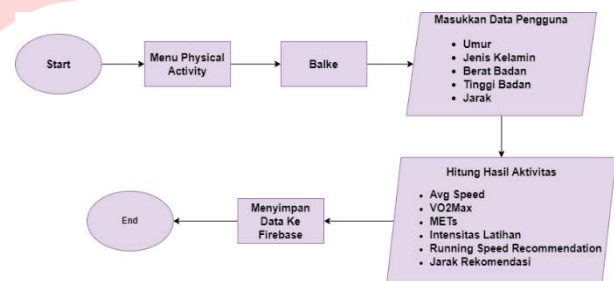 Start
Menu Physical
Activity
Balke
Masukkan Data Pengguna
• Umur
• Jenis Kelamin
• Berat Badan
• Tinggi Badan
• Jarak
Hitung Hasil Aktivitas
• Avg Speed
• VO2Max
• METs
• Intensitas Latihan
• Running Speed Recommendation
• Jarak Rekomendasi
Menyimpan
Data Ke
Firebase
End